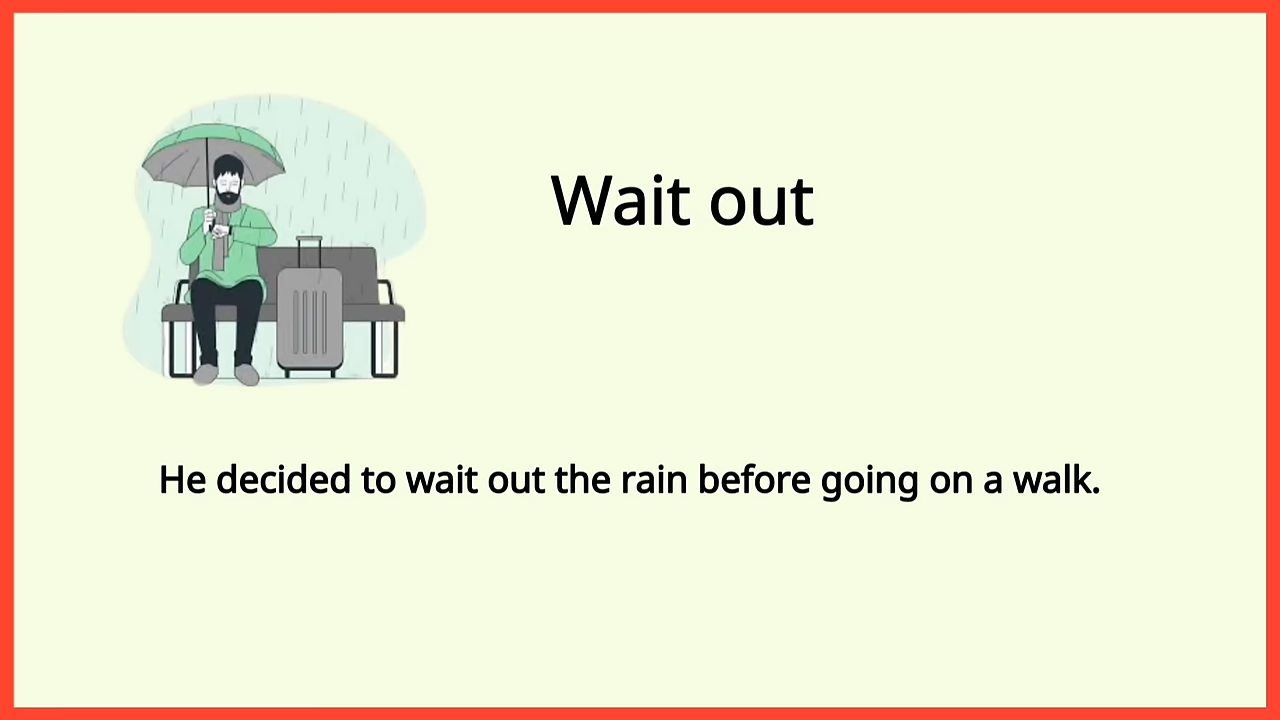 Wait out
He decided to wait out the rain before going on a walk.